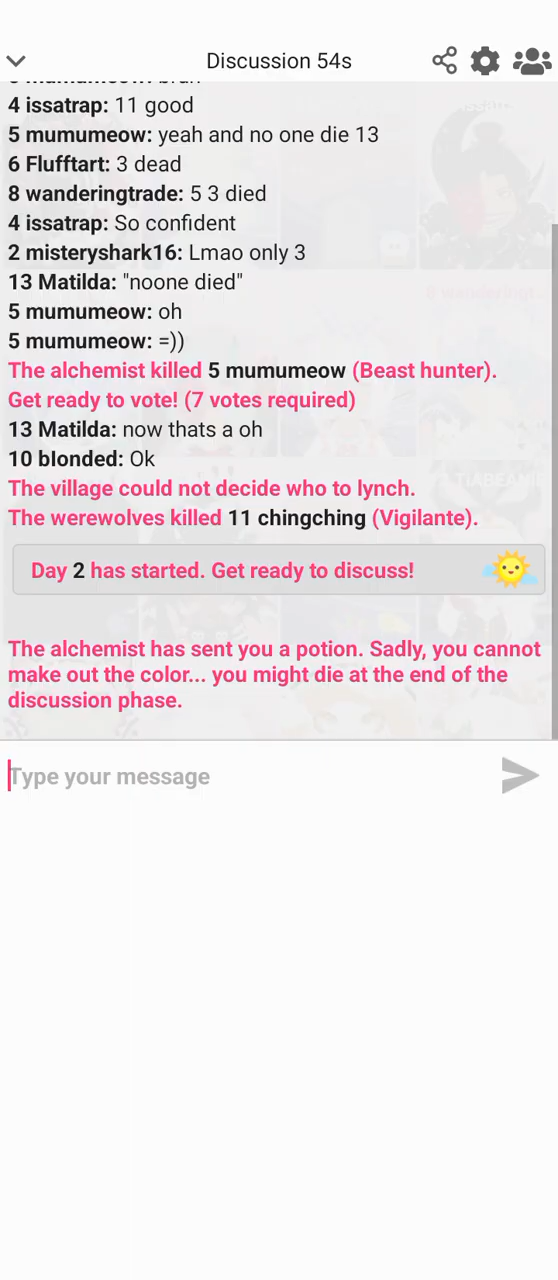 Discussion 54s
4 issatrap: 11 good
5 mumumeow: yeah and no one die 13
6 Flufftart: 3 dead
8 wanderingtrade: 5 3 died
4 issatrap: So confident
2 misteryshark16: Lmao only 3
13 Matilda: "noone died"
5 mumumeow: oh
5 mumumeow: =))
The alchemist killed 5 mumumeow (Beast hunter).
Get ready to vote! (7 votes required)
13 Matilda: now thats a oh
10 blonded: Ok
The village could not decide who to lynch.
The werewolves killed 11 chingching (Vigilante).
Day 2 has started. Get ready to discuss!
The alchemist has sent you a potion. Sadly, you cannot
make out the color... you might die at the end of the
discussion phase.
Type your message